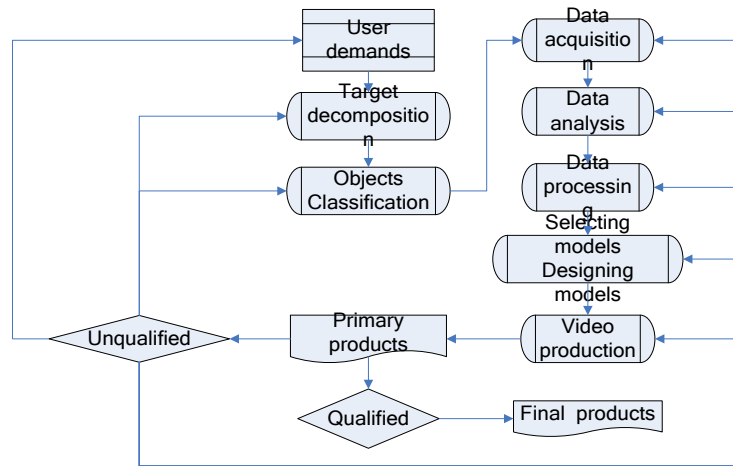 User
demands
Target
decompositio
n
Objects
Classification
Data
acquisitio
n
Data
analysis
Data
processin
g
Selecting
models
Designing
models
Video
production
Primary
products
Unqualified
Qualified
Final products